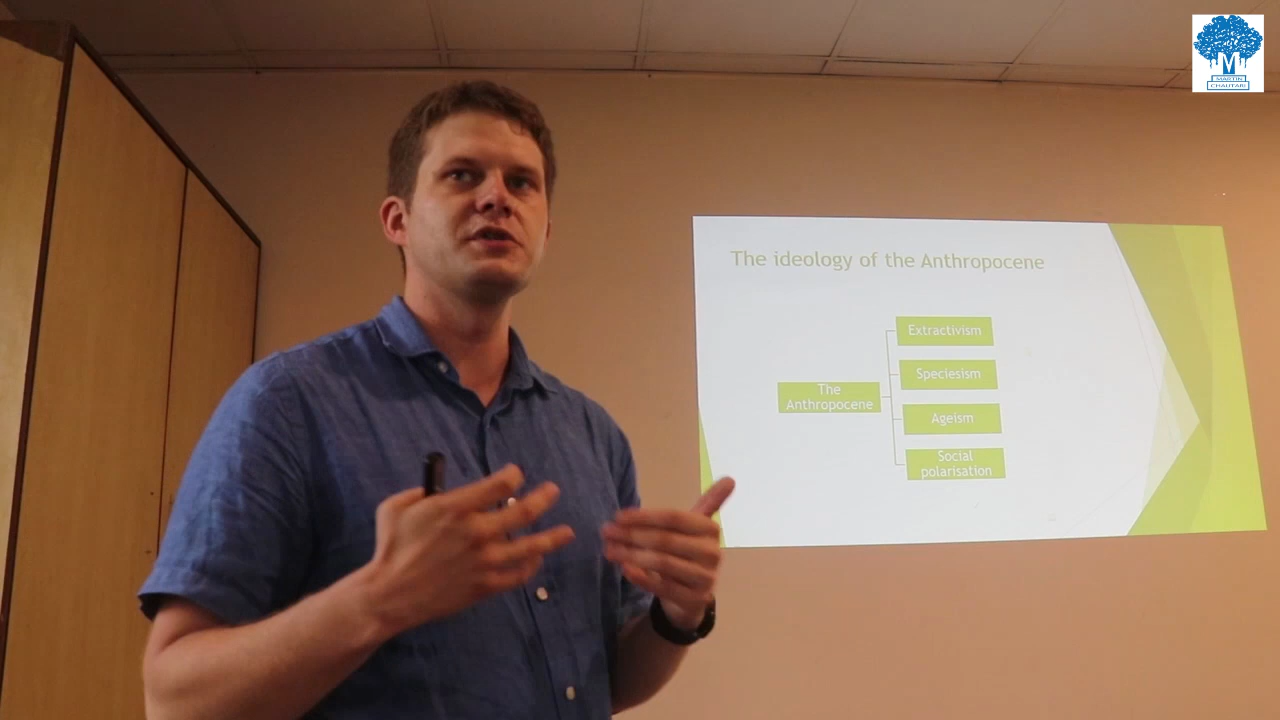 M
MARTIN
CHAUTARI
The ideology of the Anthropocene
The
Anthropocene
Extractivism
Speciesism
Ageism
Social
polarisation